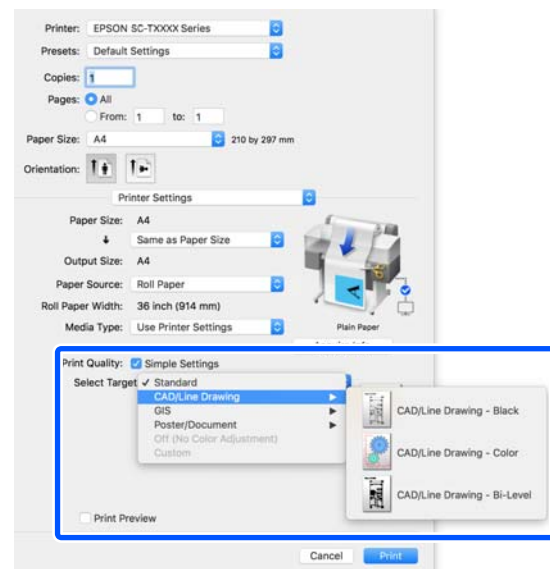 Printer: EPSON SC-TXXXX Series
Presets: Default Settings
Copies: 1
Pages: All
From: 1 to: 1
Paper Size: A4 210 by 297 mm
Orientation:
Printer Settings
Paper Size: A4
Same as Paper Size
Output Size: A4
Paper Source: Roll Paper
Roll Paper Width: 36 inch (914 mm)
Media Type: Use Printer Settings
Plain Paper
Print Quality: Simple Settings
Select Target ✓ Standard
CAD/Line Drawing
GIS
Poster/Document
Off (No Color Adjustment)
Custom
CAD/Line Drawing - Black
CAD/Line Drawing - Color
CAD/Line Drawing - Bi-Level
Print Preview
Cancel Print